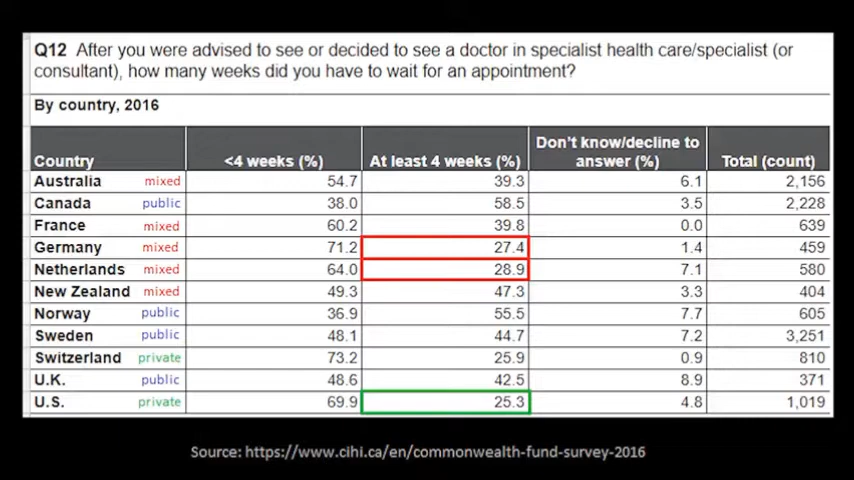 Q12 After you were advised to see or decided to see a doctor in specialist health care/specialist (or
consultant), how many weeks did you have to wait for an appointment?
By country, 2016
Country <4 weeks (%) At least 4 weeks (%) Don't know/decline to answer (%) Total (count)
Australia mixed 54.7 39.3 6.1 2,156
Canada public 38.0 58.5 3.5 2,228
France mixed 60.2 39.8 0.0 639
Germany mixed 71.2 27.4 1.4 459
Netherlands mixed 64.0 28.9 7.1 580
New Zealand mixed 49.3 47.3 3.3 404
Norway public 36.9 55.5 7.7 605
Sweden public 48.1 44.7 7.2 3,251
Switzerland private 73.2 25.9 0.9 810
U.K. public 48.6 42.5 8.9 371
U.S. private 69.9 25.3 4.8 1,019
Source: https://www.cihi.ca/en/commonwealth-fund-survey-2016